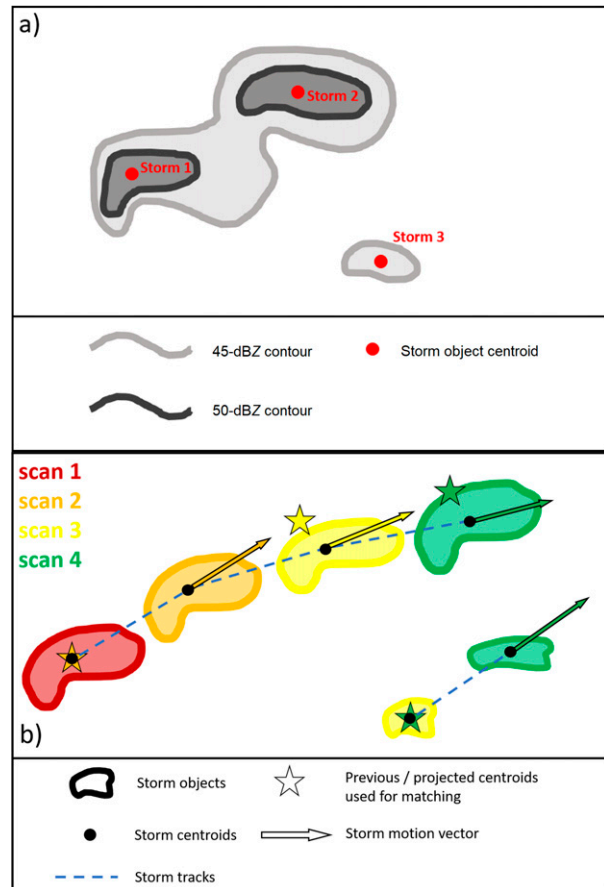 a)
Storm 2
Storm 1
Storm 3
45-dBZ contour
Storm object centroid
50-dBZ contour
scan 1
scan 2
scan 3
scan 4
b)
Storm objects
Previous / projected centroids
used for matching
Storm centroids
Storm motion vector
Storm tracks